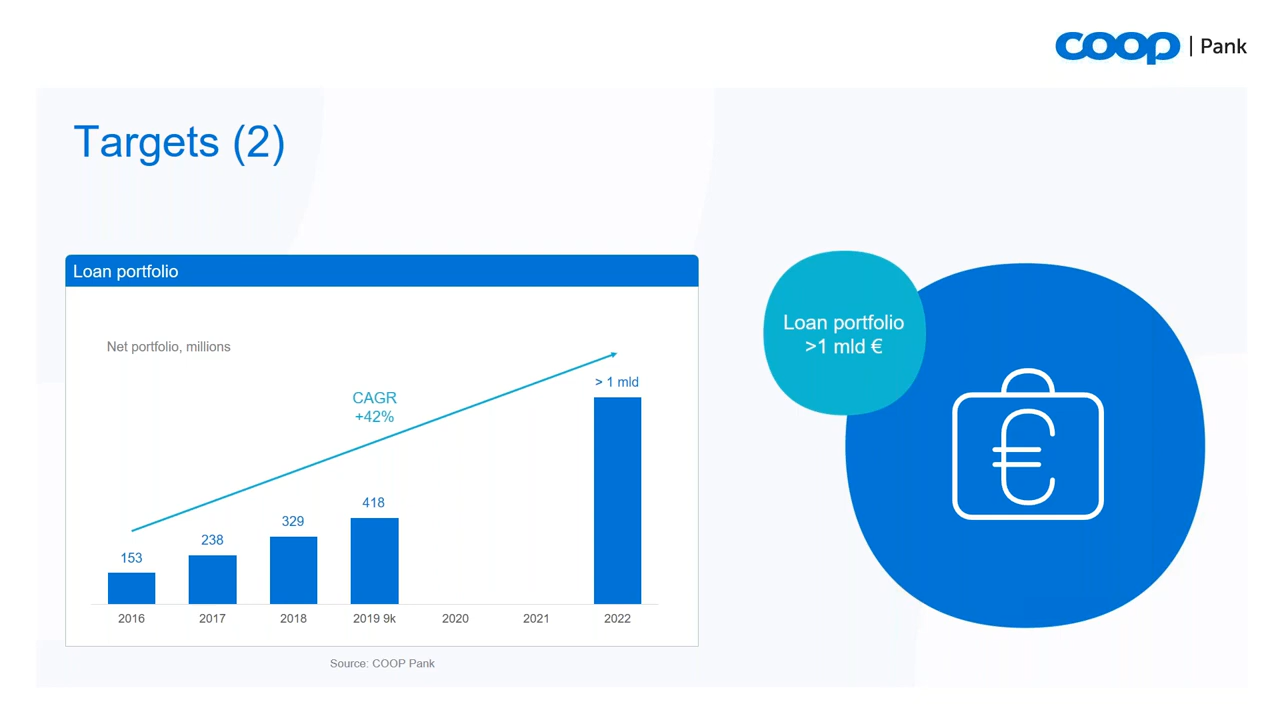 coop | Pank
Targets (2)
Loan portfolio
Net portfolio, millions
CAGR
+42%
153
238
329
418
> 1 mld
2016
2017
2018
2019 9k
2020
2021
2022
Source: COOP Pank
Loan portfolio
>1 mld €
€